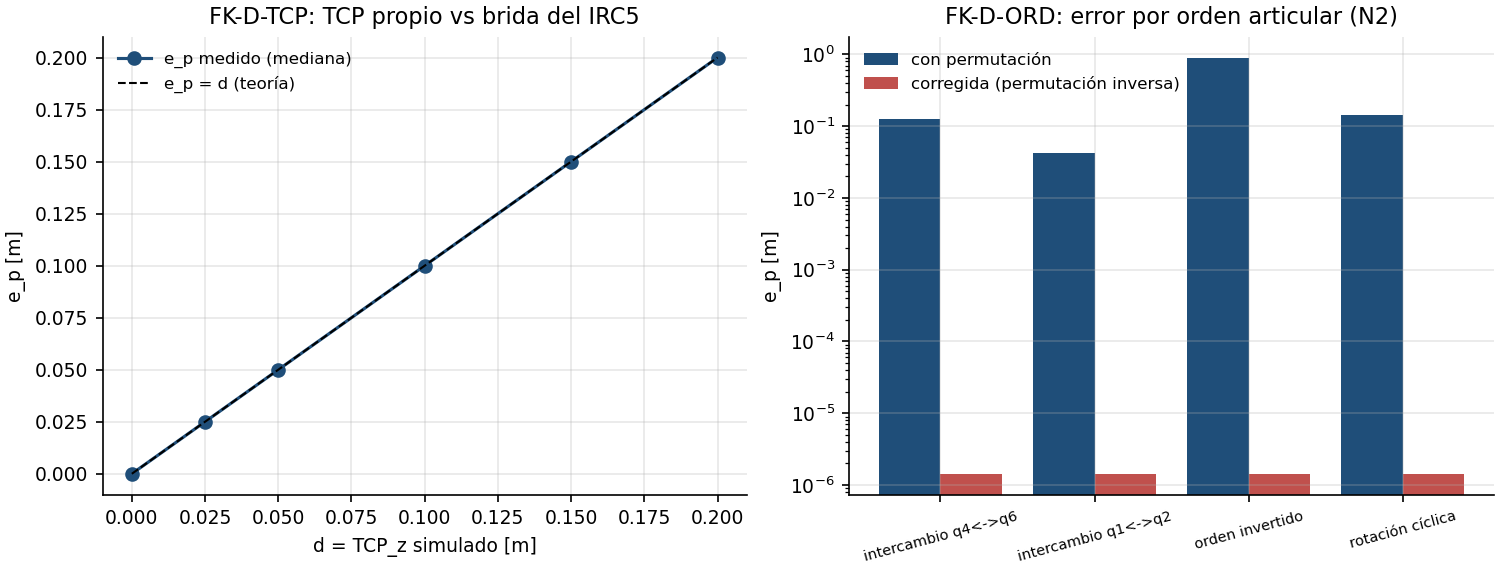 FK-D-TCP: TCP propio vs brida del IRC5
e_p medido (mediana)
e_p = d (teoría)
0.200
0.175
0.150
0.125
0.100
0.075
0.050
0.025
0.000
e_p [m]
0.000 0.025 0.050 0.075 0.100 0.125 0.150 0.175 0.200
d = TCP_z simulado [m]
FK-D-ORD: error por orden articular (N2)
con permutación
corregida (permutación inversa)
10⁰
10⁻¹
10⁻²
10⁻³
10⁻⁴
10⁻⁵
10⁻⁶
e_p [m]
intercambio q4<->q6
intercambio q1<->q2
orden invertido
rotación cíclica